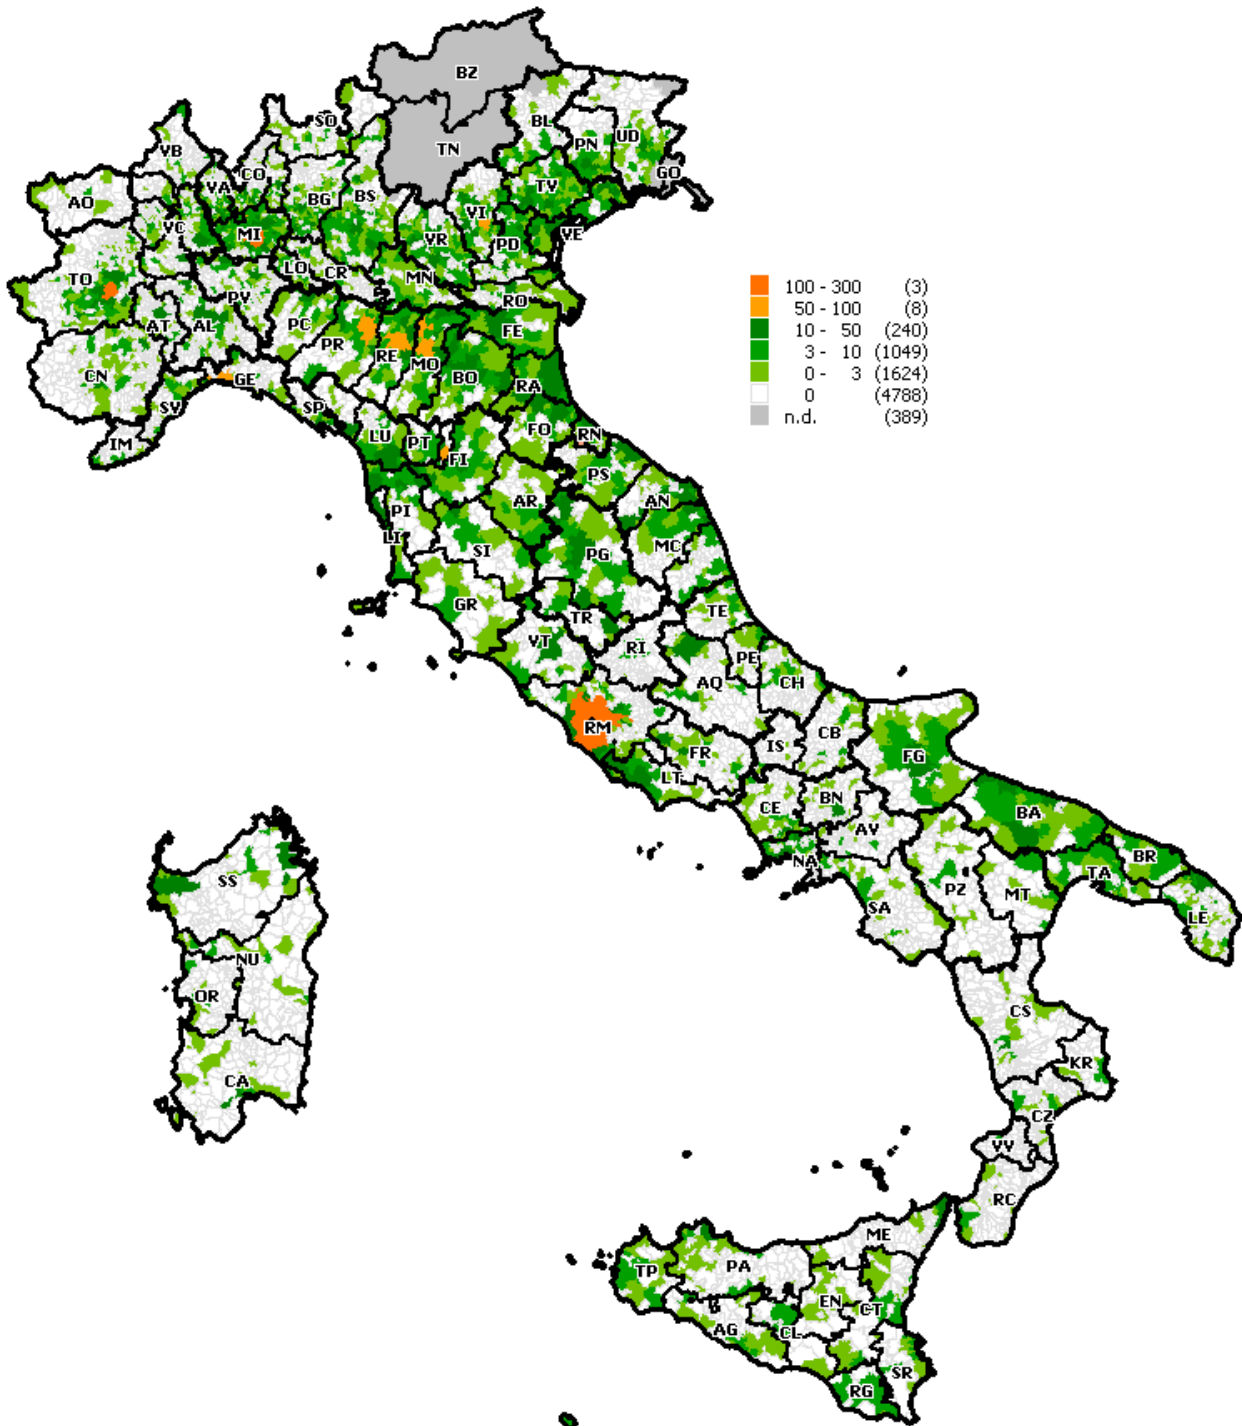 BZ
TN
SO
BL
PN
UD
GO
VB
CO
VA
BG
BS
TV
AO
VC
MI
VI
VR
PD
VE
TO
LO
CR
MN
RO
AT
AL
PV
PC
PR
RE
MO
FE
CN
GE
BO
RA
SV
SP
IM
LU
PT
FI
FO
RN
PS
AN
AR
PI
LI
SI
PG
MC
GR
TR
TE
VT
RI
PE
AQ
CH
RM
FR
IS
CB
FG
LT
CE
BN
AV
BA
NA
BR
TA
SA
PZ
MT
LE
SS
NU
OR
CA
CS
KR
CZ
VV
RC
ME
TP
PA
EN
CT
AG
CL
SR
RG
100 - 300 (3)
50 - 100 (8)
10 - 50 (240)
3 - 10 (1049)
0 - 3 (1624)
0 (4788)
n.d. (389)